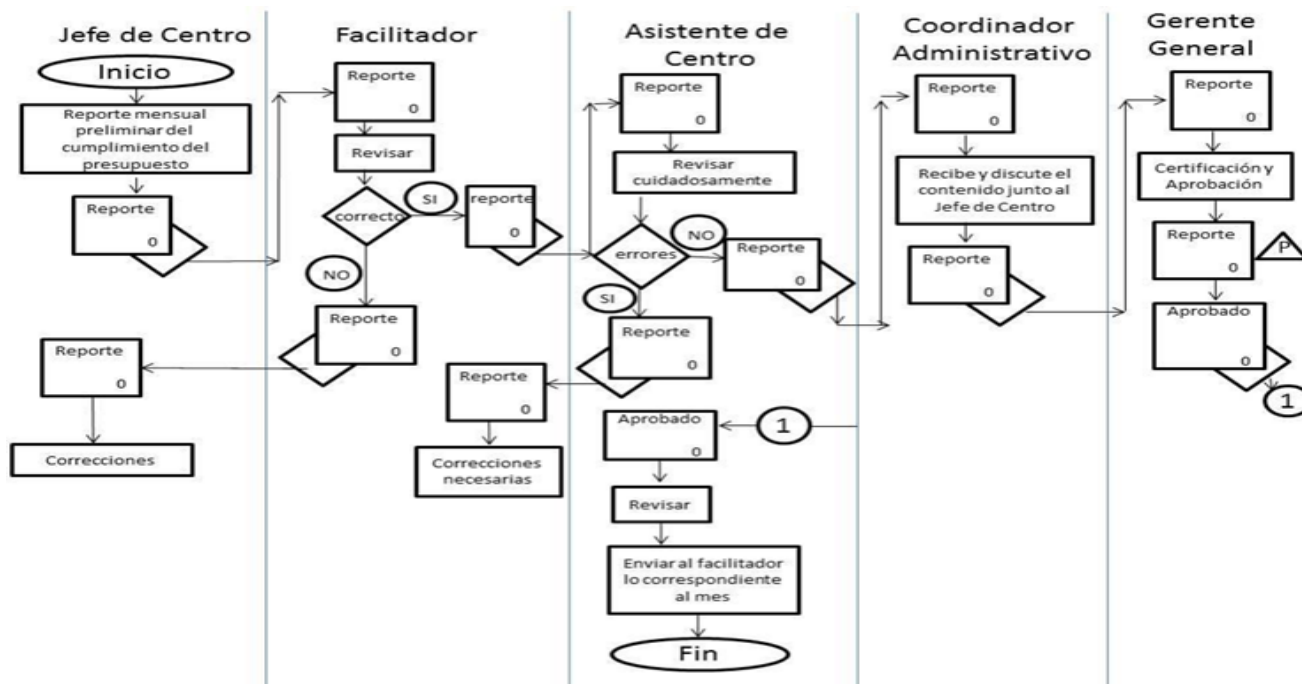 Jefe de Centro
Inicio
Reporte mensual
preliminar del
cumplimiento del
presupuesto
Reporte
0
Reporte
0
Correcciones
Facilitador
Reporte
0
Revisar
correcto
SI
reporte
0
NO
Reporte
0
Reporte
0
Correcciones
necesarias
Asistente de
Centro
Reporte
0
Revisar
cuidadosamente
errores
NO
Reporte
0
SI
Reporte
0
Aprobado
0
1
Revisar
Enviar al facilitador
lo correspondiente
al mes
Fin
Coordinador
Administrativo
Reporte
0
Recibe y discute el
contenido junto al
Jefe de Centro
Reporte
0
Gerente
General
Reporte
0
Certificación y
Aprobación
Reporte
0
P
Aprobado
0
1